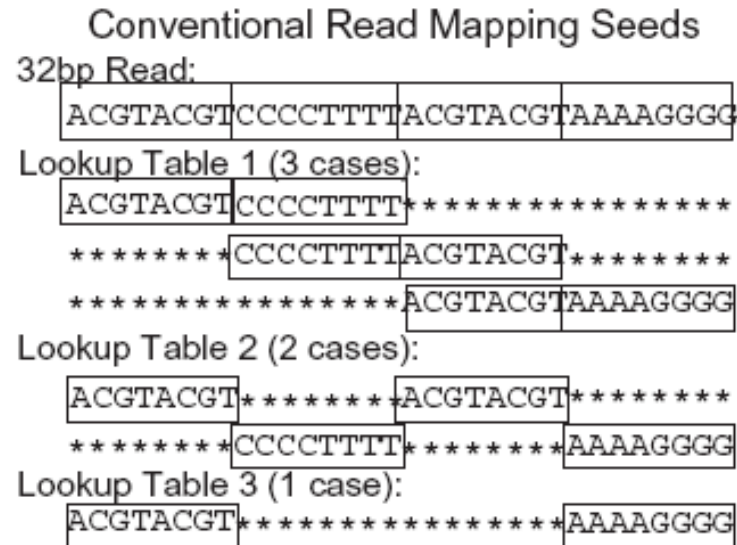 Conventional Read Mapping Seeds
32bp Read:
ACGTACGTCCCCTTTTACGTACGTAAAAGGGG
Lookup Table 1 (3 cases):
ACGTACGTCCCCTTTT****************
********CCCCTTTTACGTACGT********
****************ACGTACGTAAAAGGGG
Lookup Table 2 (2 cases):
ACGTACGT********ACGTACGT********
********CCCCTTTT********AAAAGGGG
Lookup Table 3 (1 case):
ACGTACGT****************AAAAGGGG